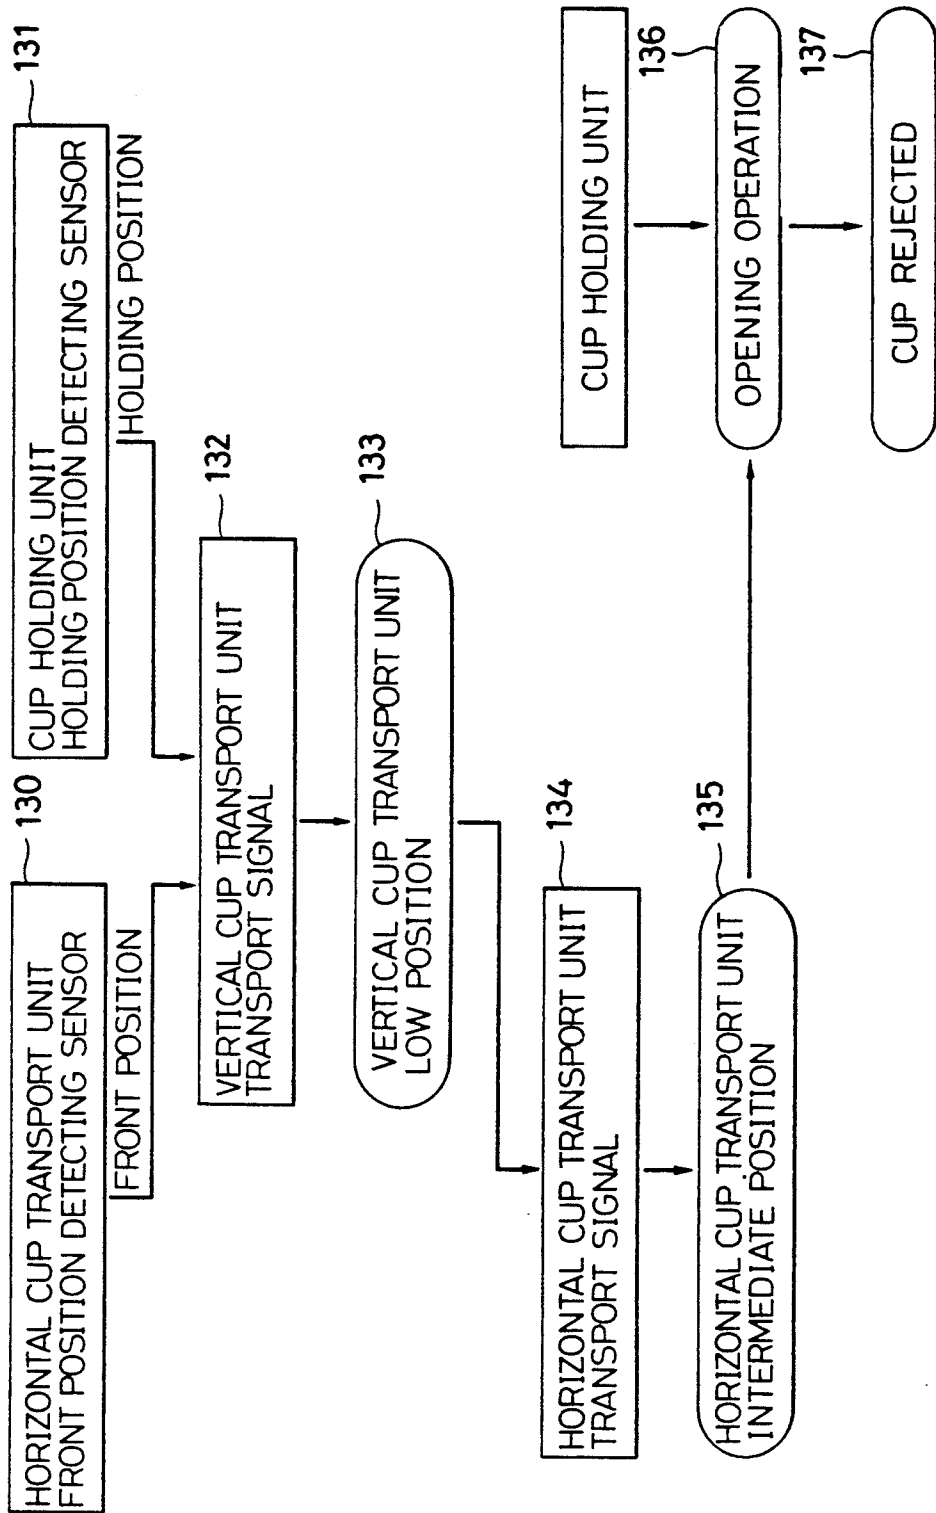 130
HORIZONTAL CUP TRANSPORT UNIT
FRONT POSITION DETECTING SENSOR
FRONT POSITION
131
CUP HOLDING UNIT
HOLDING POSITION DETECTING SENSOR
HOLDING POSITION
132
VERTICAL CUP TRANSPORT UNIT
TRANSPORT SIGNAL
133
VERTICAL CUP TRANSPORT UNIT
LOW POSITION
134
HORIZONTAL CUP TRANSPORT UNIT
TRANSPORT SIGNAL
135
HORIZONTAL CUP TRANSPORT UNIT
INTERMEDIATE POSITION
CUP HOLDING UNIT
136
OPENING OPERATION
137
CUP REJECTED